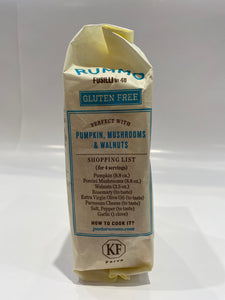 RUMMO
FUSILLI No 48
GLUTEN FREE
PERFECT WITH
PUMPKIN, MUSHROOMS
& WALNUTS
SHOPPING LIST
(for 4 servings)
Pumpkin (8.8 oz.)
Porcini Mushrooms (8.8 oz.)
Walnuts (3.5 oz.)
Rosemary (to taste)
Extra Virgin Olive Oil (to taste)
Parmesan Cheese (to taste)
Salt, Pepper (to taste)
Garlic (1 clove)
HOW TO COOK IT?
KF